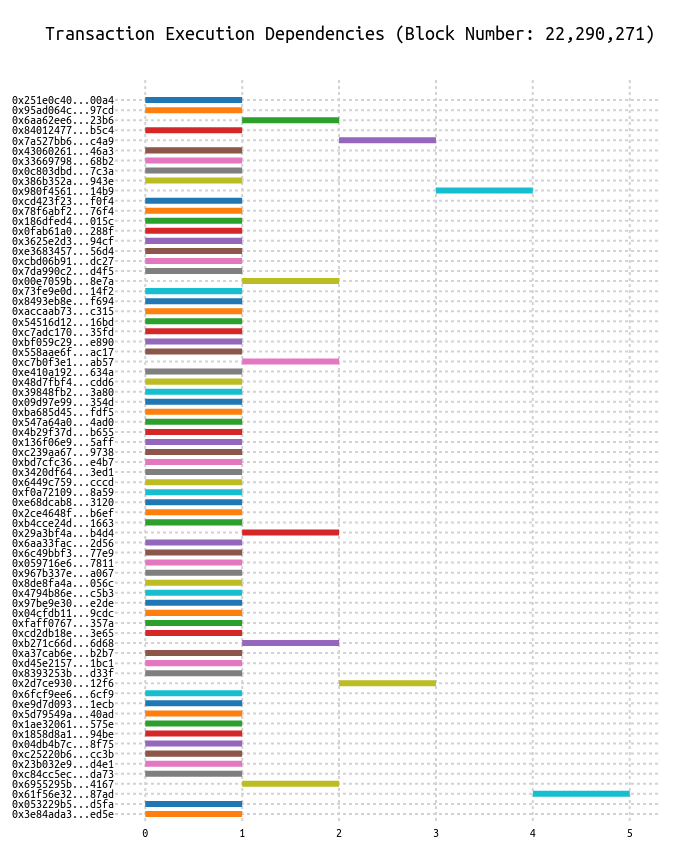 Transaction Execution Dependencies (Block Number: 22,290,271)
0x251e0c40...00a4
0x95ad064c...97cd
0x6aa62ee6...23b6
0x84012477...b5c4
0x7a527bb6...c4a9
0x43060261...46a3
0x33669798...68b2
0x0c803dbd...7c3a
0x386b352a...943e
0x980f4561...14b9
0xcd423f23...f0f4
0x78f6abf2...76f4
0x186dfed4...015c
0x0fab61a0...288f
0x3625e2d3...94cf
0xe3683457...56d4
0xcbd06b91...dc27
0x7da990c2...d4f5
0x00e7059b...8e7a
0x73fe9e0d...14f2
0x8493eb8e...f694
0xaccaab73...c315
0x54516d12...16bd
0xc7adc170...35fd
0xbf059c29...e890
0x558aae6f...ac17
0xc7b0f3e1...ab57
0xe410a192...634a
0x48d7fbf4...cdd6
0x39848fb2...3a80
0x09d97e99...354d
0xba685d45...fdf5
0x547a64a0...4ad0
0x4b29f37d...b655
0x136f06e9...5aff
0xc239aa67...9738
0xbd7cfc36...e4b7
0x3420df64...3ed1
0x6449c759...cccd
0xf0a72109...8a59
0xe68dcab8...3120
0x2ce4648f...b6ef
0xb4cce24d...1663
0x29a3bf4a...b4d4
0x6aa33fac...2d56
0x6c49bbf3...77e9
0x059716e6...7811
0x967b337e...a067
0x8de8fa4a...056c
0x4794b86e...c5b3
0x97be9e30...e2de
0x04cfdb11...9cdc
0xfaff0767...357a
0xcd2db18e...3e65
0xb271c66d...6d68
0xa37cab6e...b2b7
0xd45e2157...1bc1
0x8393253b...d33f
0x2d7ce930...12f6
0x6fcf9ee6...6cf9
0xe9d7d093...1ecb
0x5d79549a...40ad
0x1ae32061...575e
0x1858d8a1...94be
0x04db4b7c...8f75
0xc25220b6...cc3b
0x23b032e9...d4e1
0xc84cc5ec...da73
0x6955295b...4167
0x61f56e32...87ad
0x053229b5...d5fa
0x3e84ada3...ed5e
0 1 2 3 4 5